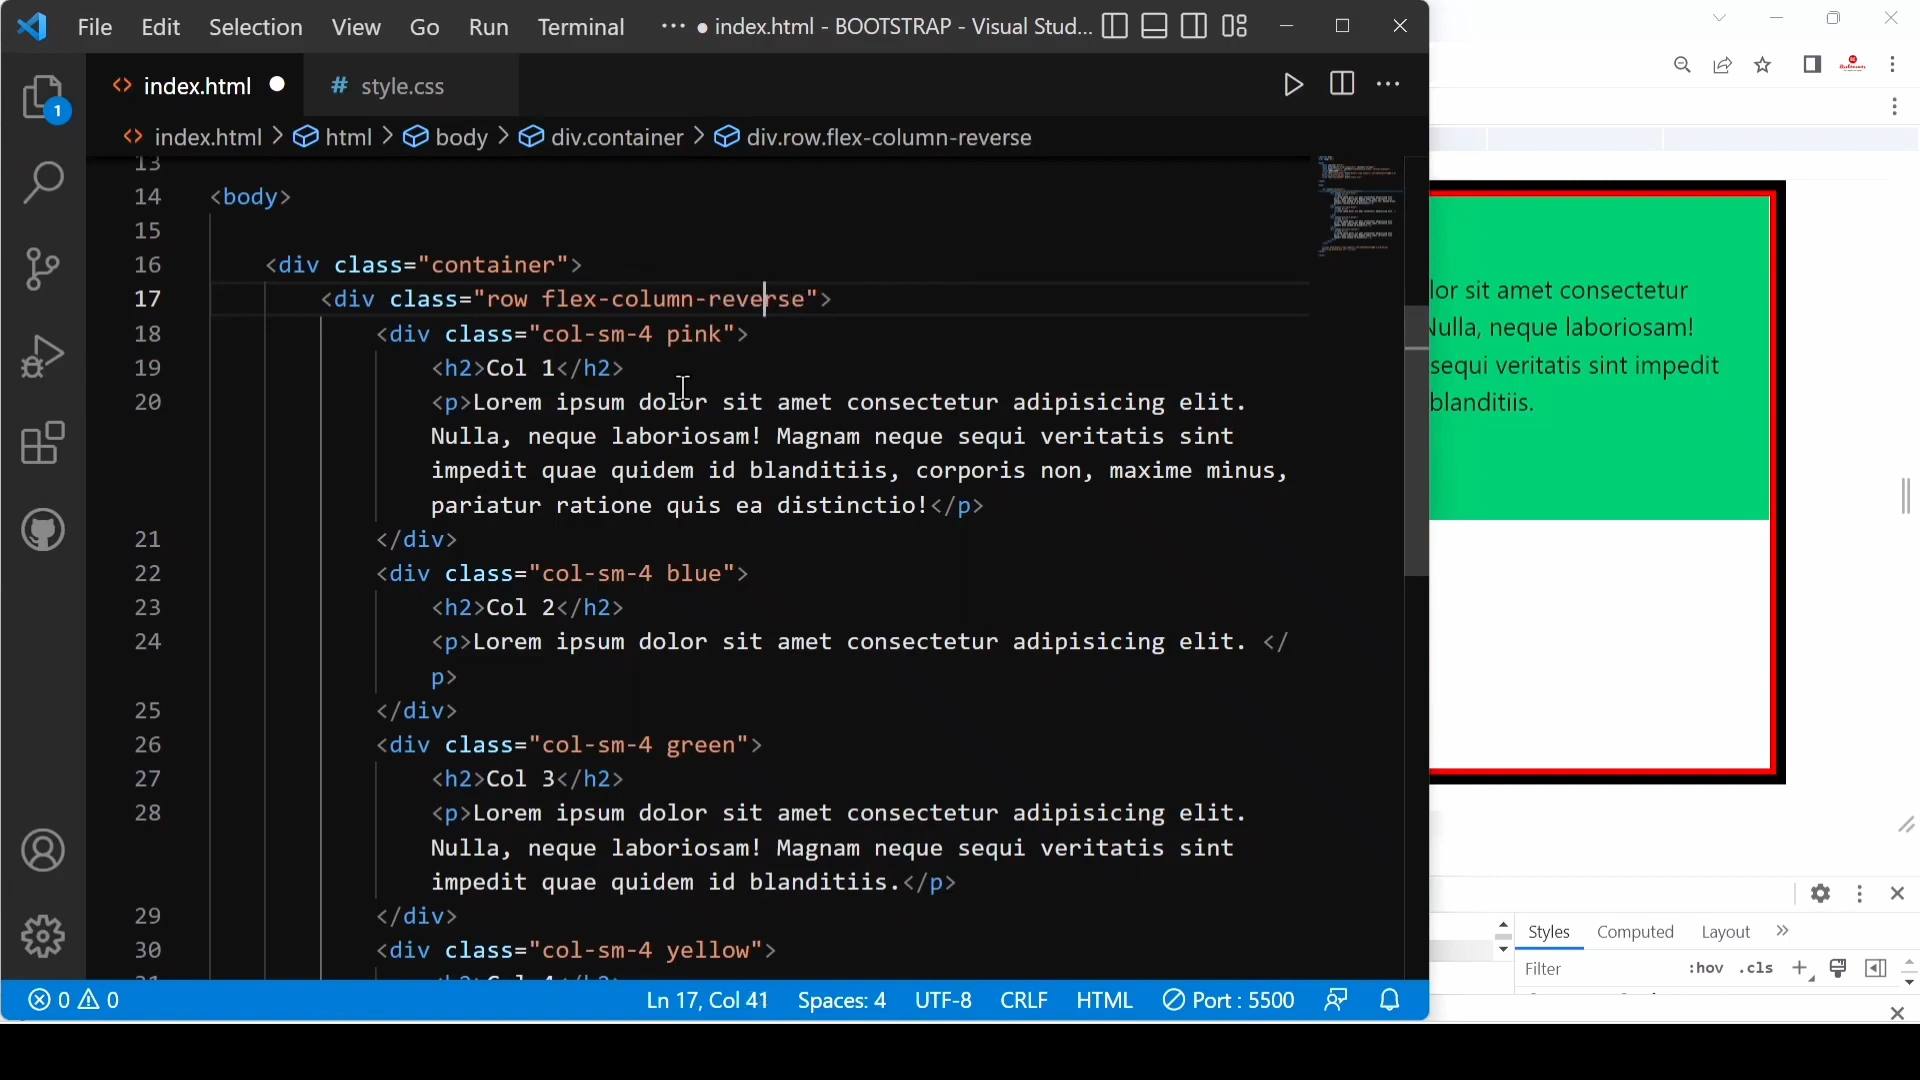 File Edit Selection View Go Run Terminal ··· ● index.html - BOOTSTRAP - Visual Stud...
index.html
# style.css
index.html > html > body > div.container > div.row.flex-column-reverse
1
13
14 <body>
15
16 <div class="container">
17 <div class="row flex-column-reverse">
18 <div class="col-sm-4 pink">
19 <h2>Col 1</h2>
20 <p>Lorem ipsum dolor sit amet consectetur adipisicing elit.
Nulla, neque laboriosam! Magnam neque sequi veritatis sint
impedit quae quidem id blanditiis, corporis non, maxime minus,
pariatur ratione quis ea distinctio!</p>
21 </div>
22 <div class="col-sm-4 blue">
23 <h2>Col 2</h2>
24 <p>Lorem ipsum dolor sit amet consectetur adipisicing elit. </
p>
25 </div>
26 <div class="col-sm-4 green">
27 <h2>Col 3</h2>
28 <p>Lorem ipsum dolor sit amet consectetur adipisicing elit.
Nulla, neque laboriosam! Magnam neque sequi veritatis sint
impedit quae quidem id blanditiis.</p>
29 </div>
30 <div class="col-sm-4 yellow">
0 0
Ln 17, Col 41 Spaces: 4 UTF-8 CRLF HTML Port : 5500
lor sit amet consectetur
Nulla, neque laboriosam!
sequi veritatis sint impedit
blanditiis.
Styles Computed Layout »
Filter :hov .cls +